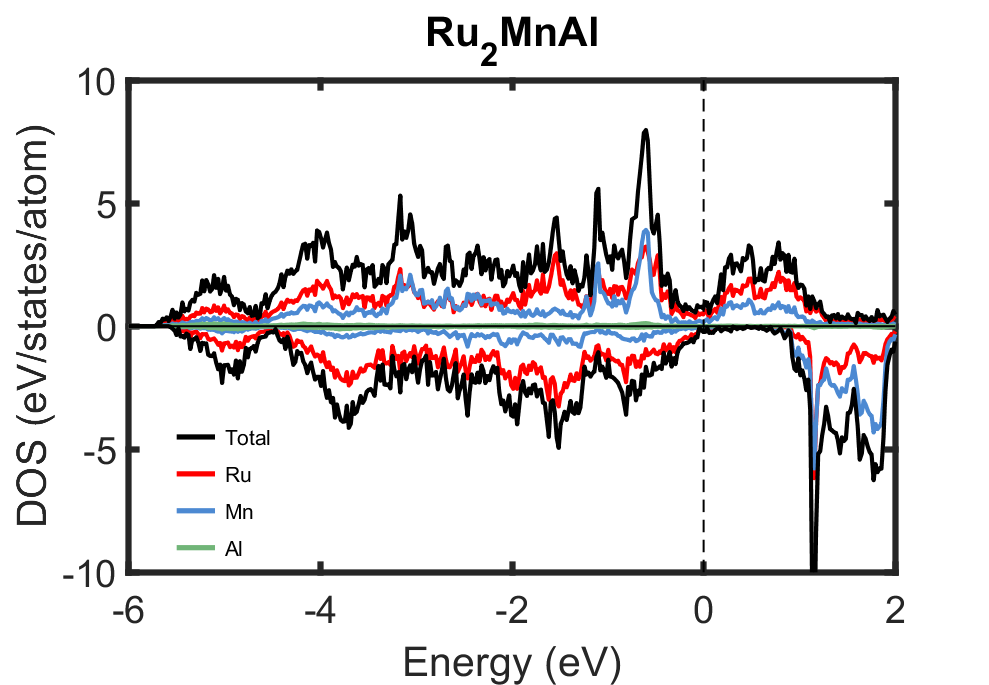 Ru2MnAl
DOS (eV/states/atom)
10
5
0
-5
-10
Total
Ru
Mn
Al
-6 -4 -2 0 2
Energy (eV)